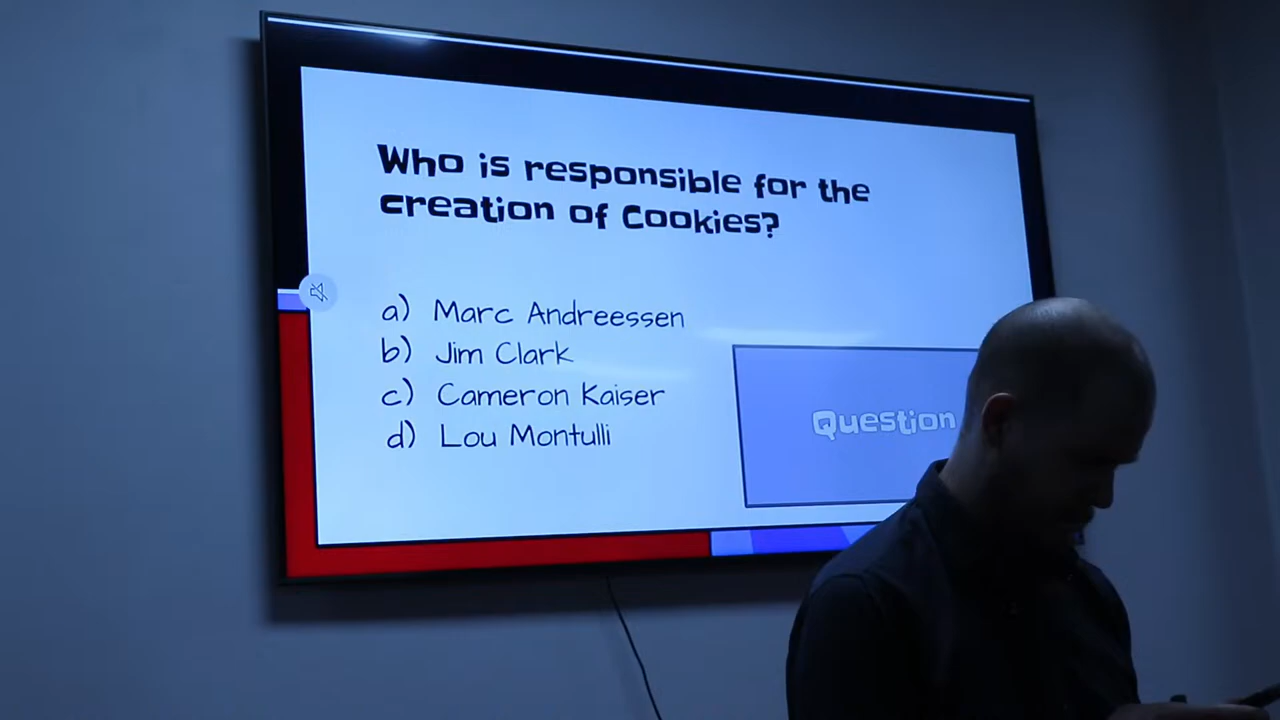 Who is responsible for the
creation of Cookies?
a) Marc Andreessen
b) Jim Clark
c) Cameron Kaiser
d) Lou Montulli
Question